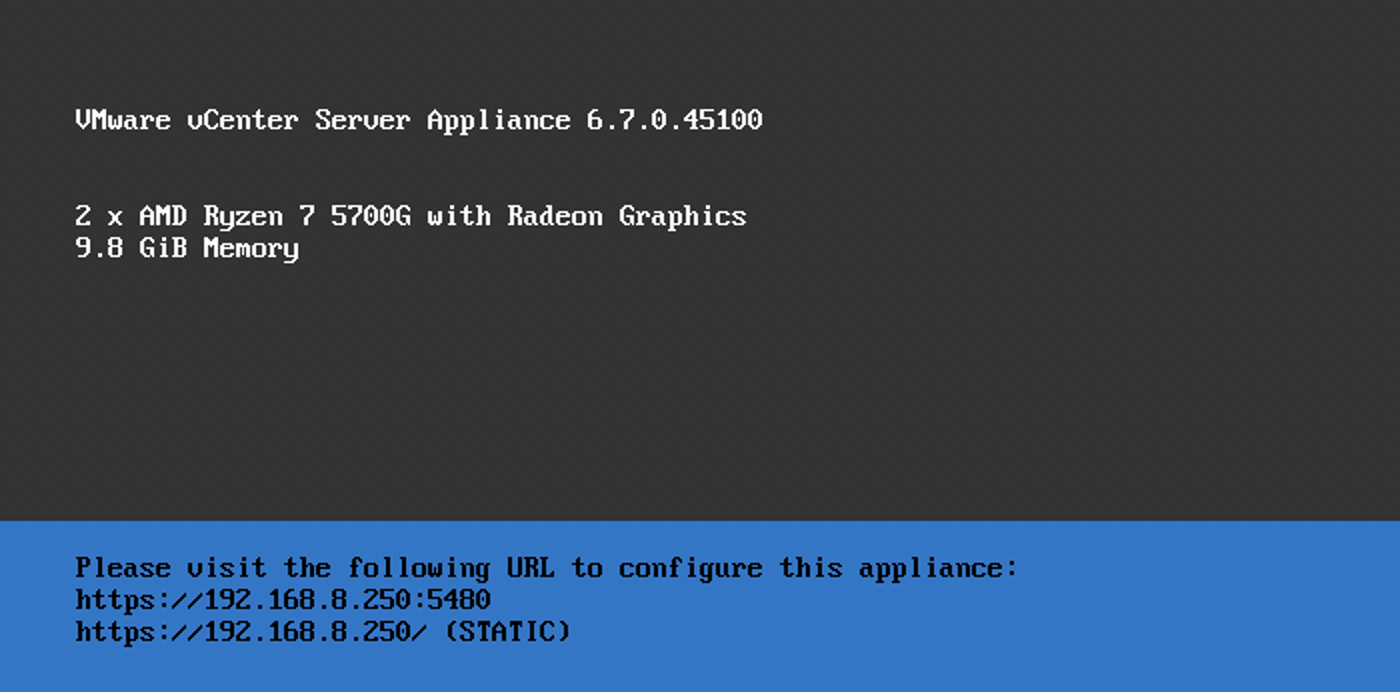 VMware vCenter Server Appliance 6.7.0.45100
2 x AMD Ryzen 7 5700G with Radeon Graphics
9.8 GiB Memory
Please visit the following URL to configure this appliance:
https://192.168.8.250:5480
https://192.168.8.250/ (STATIC)